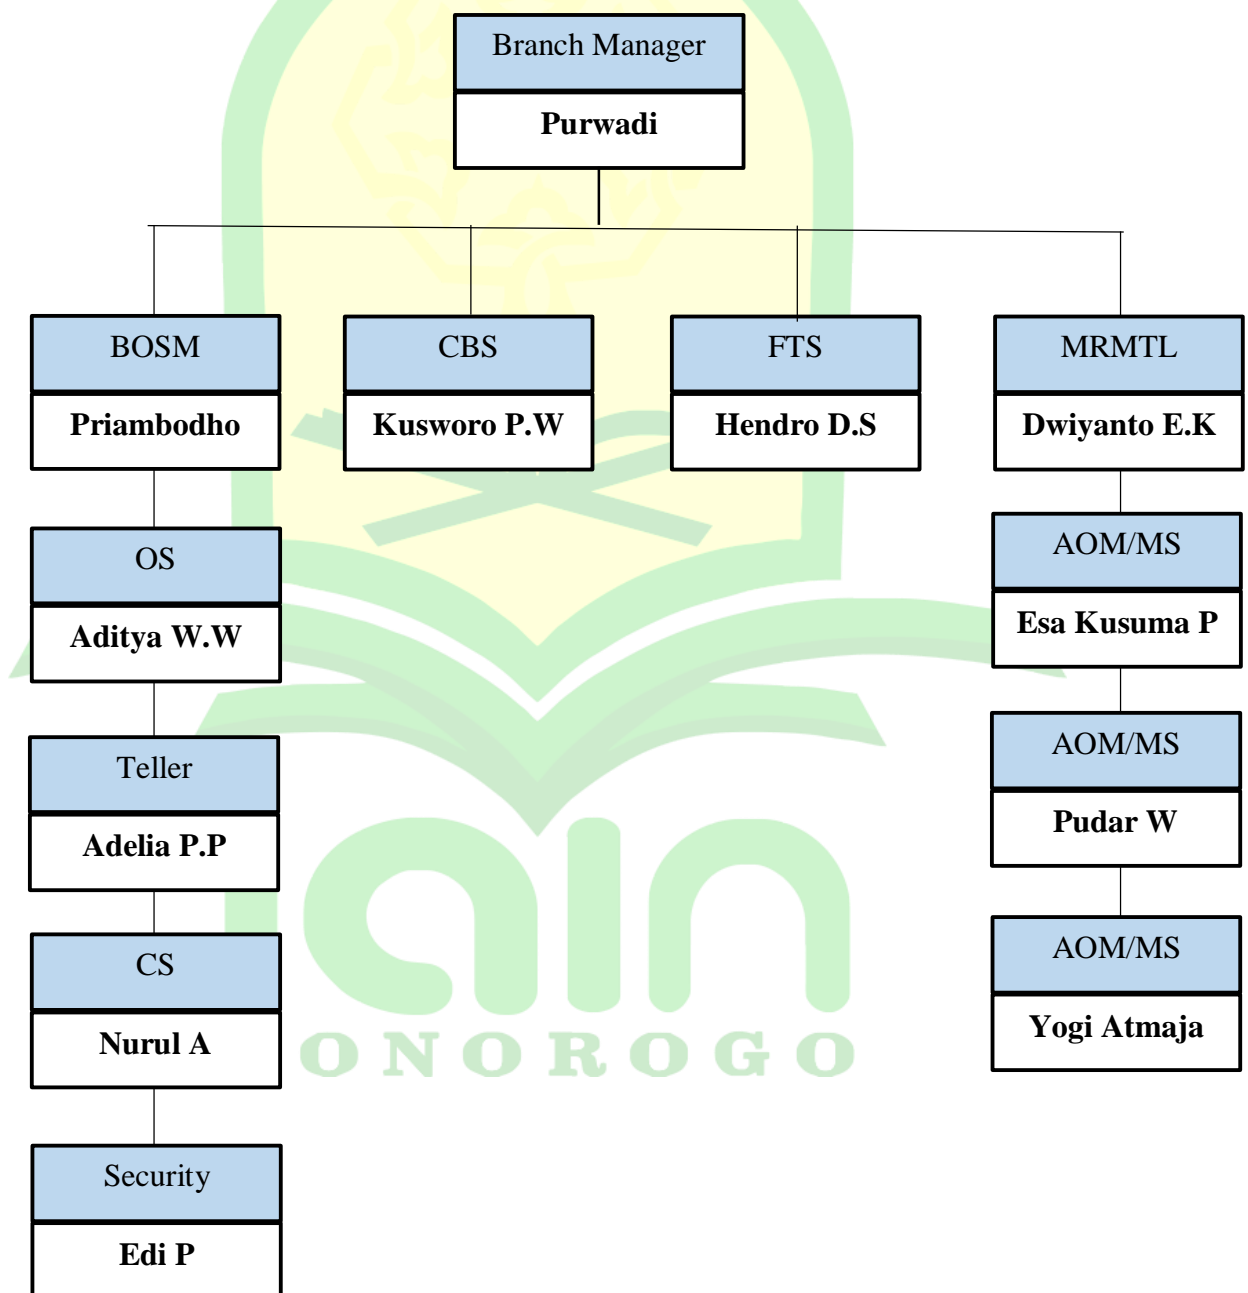 Branch Manager
Purwadi
BOSM
Priambodho
CBS
Kusworo P.W
FTS
Hendro D.S
MRMTL
Dwiyanto E.K
OS
Aditya W.W
AOM/MS
Esa Kusuma P
Teller
Adelia P.P
AOM/MS
Pudar W
CS
Nurul A
AOM/MS
Yogi Atmaja
Security
Edi P
ain
ONOROGO